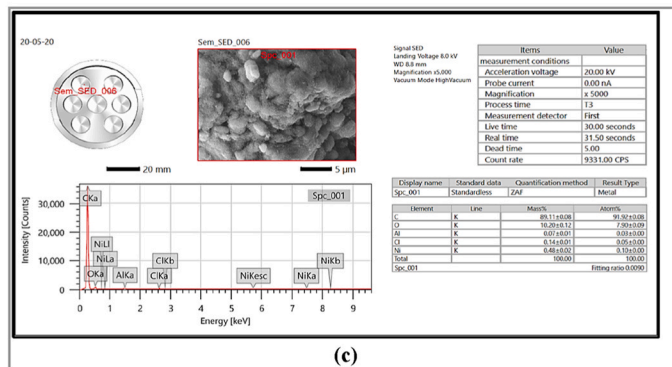 20-05-20
Sem_SED_006
Sem_SED_006
20 mm
Spc_001
5 µm
Signal SED
Landing Voltage 6.0 kV
WD 8.8 mm
Magnification x5,000
Vacuum Mode HighVacuum
Items Value
measurement conditions
Acceleration voltage 20.00 kV
Probe current 0.00 nA
Magnification x 5000
Process time T3
Measurement detector First
Live time 30.00 seconds
Real time 31.50 seconds
Dead time 5.00
Count rate 9331.00 CPS
Display name Standard data Quantification method Result Type
Spc_001 Standardless ZAF Metal
Element Line Mass% Atom%
C K 89.11±0.08 91.92±0.08
O K 10.20±0.12 7.90±0.09
Al K 0.07±0.01 0.03±0.00
Cl K 0.14±0.01 0.05±0.00
Ni K 0.48±0.02 0.10±0.00
Total 100.00 100.00
Spc_001 Fitting ratio 0.0090
Intensity [Counts]
30,000
20,000
10,000
0
CKa
NiLl
NiLa
OKa
AlKa
ClKb
ClKa
NiKesc
NiKa
NiKb
Spc_001
0 1 2 3 4 5 6 7 8 9
Energy [keV]
(c)